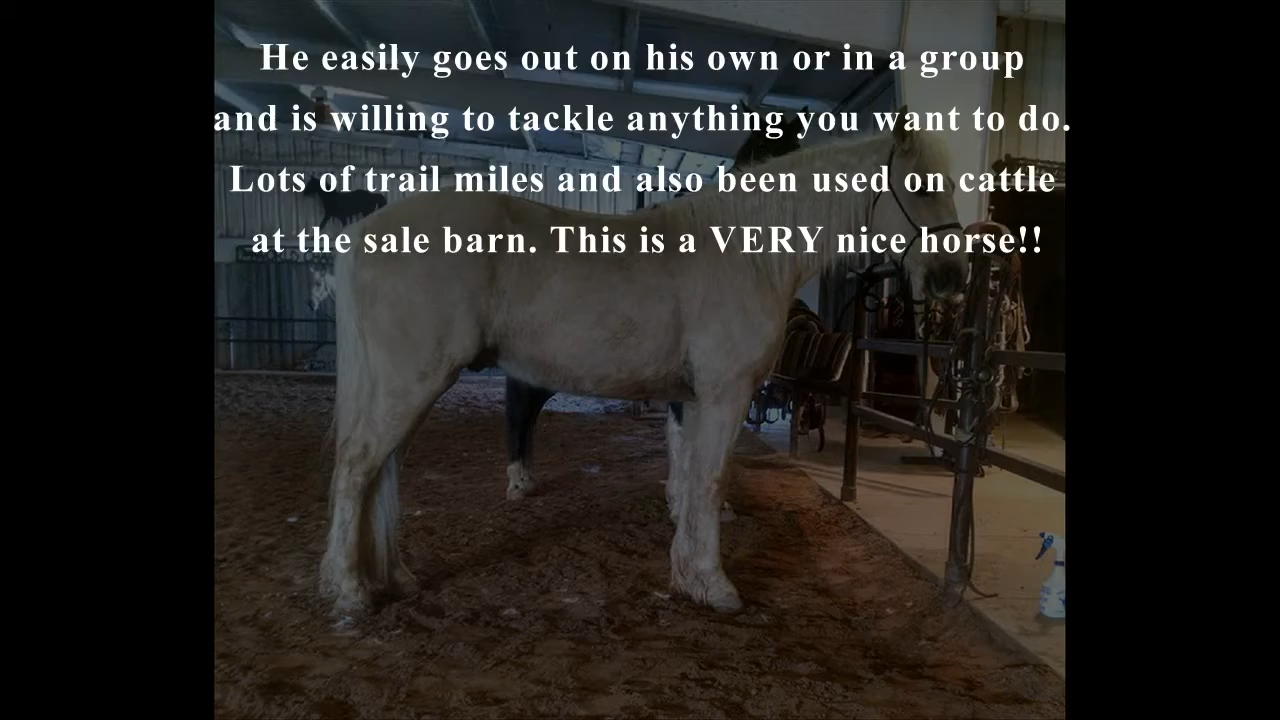 He easily goes out on his own or in a group
and is willing to tackle anything you want to do.
Lots of trail miles and also been used on cattle
at the sale barn. This is a VERY nice horse!!